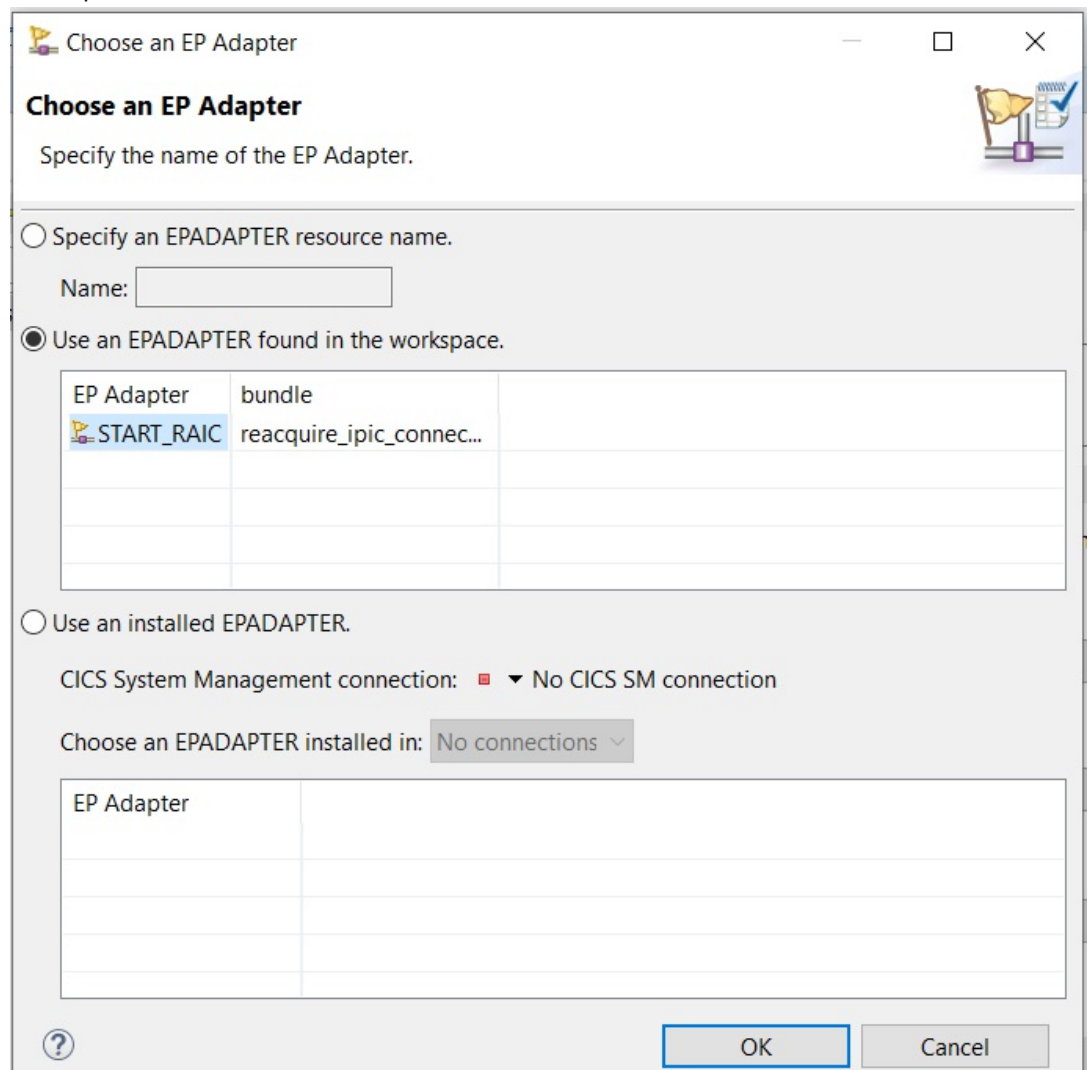 Choose an EP Adapter
Choose an EP Adapter
Specify the name of the EP Adapter.
Specify an EPADAPTER resource name.
Name:
Use an EPADAPTER found in the workspace.
EP Adapter bundle
START_RAIC reacquire_ipic_connec...
Use an installed EPADAPTER.
CICS System Management connection: No CICS SM connection
Choose an EPADAPTER installed in: No connections
EP Adapter
OK Cancel